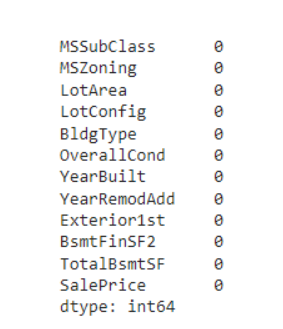 MSSubClass 0
MSZoning 0
LotArea 0
LotConfig 0
BldgType 0
OverallCond 0
YearBuilt 0
YearRemodAdd 0
Exterior1st 0
BsmtFinSF2 0
TotalBsmtSF 0
SalePrice 0
dtype: int64